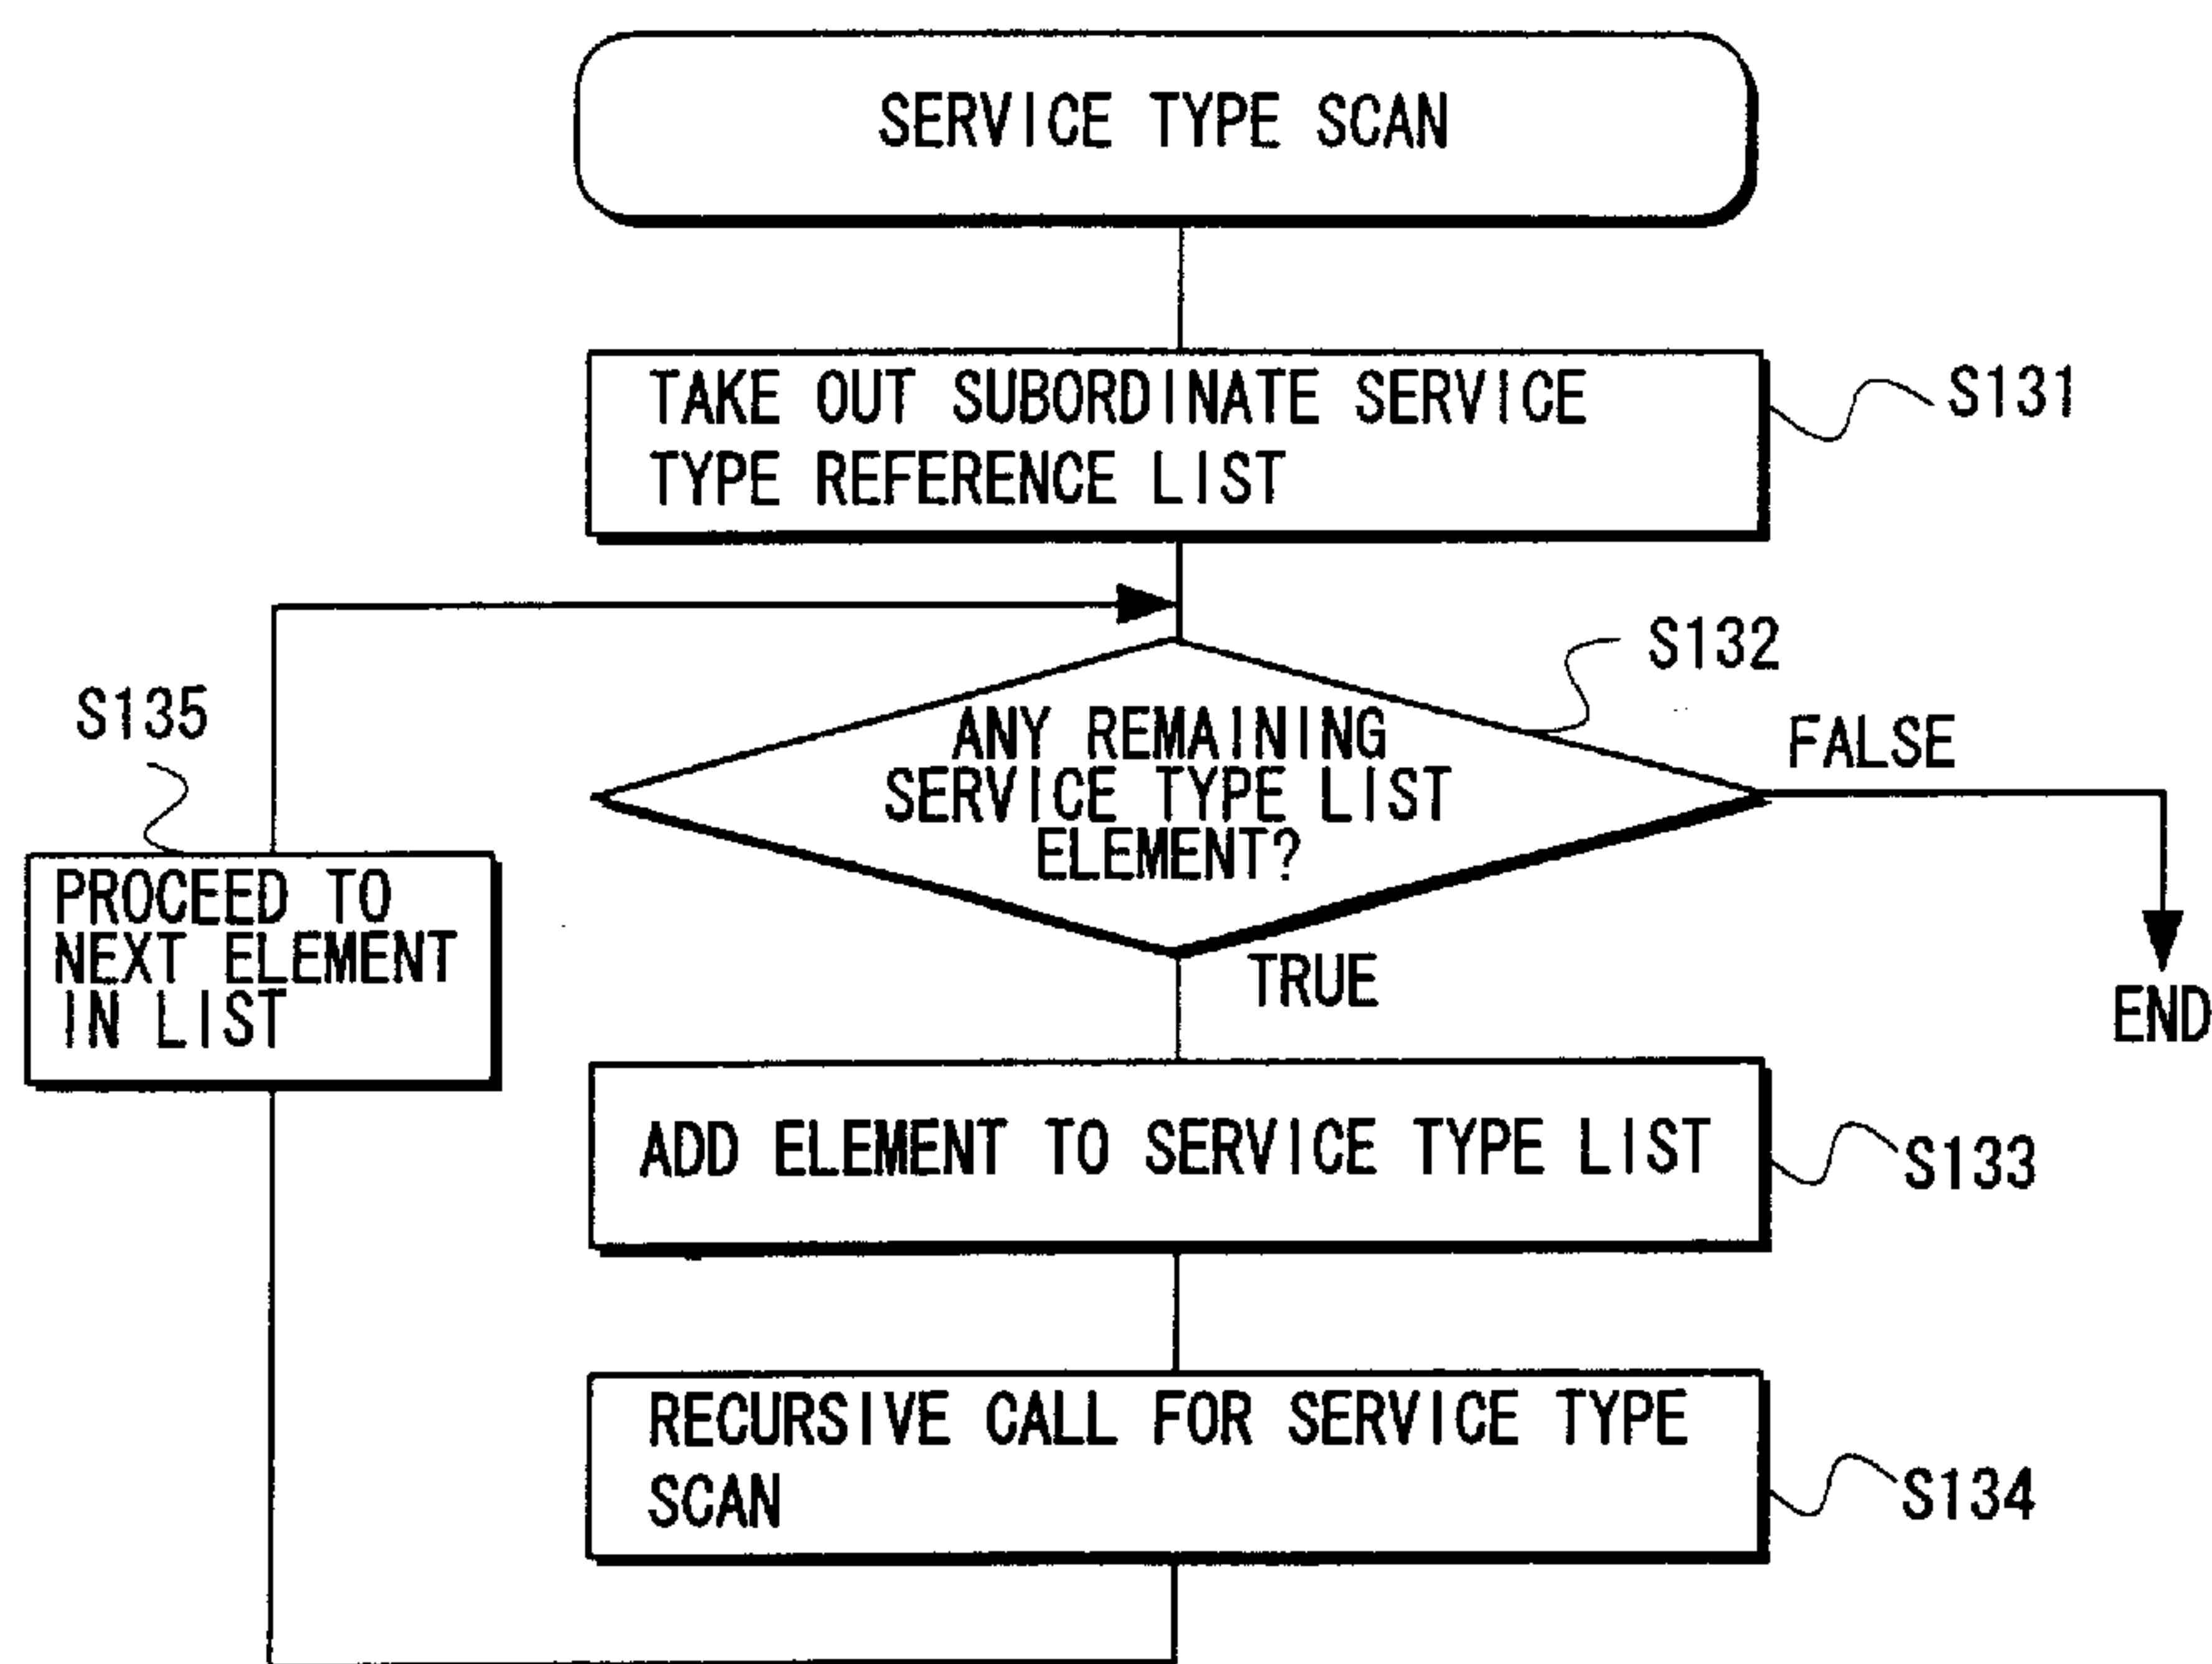 SERVICE TYPE SCAN
TAKE OUT SUBORDINATE SERVICE
TYPE REFERENCE LIST
S131
S132
ANY REMAINING
SERVICE TYPE LIST
ELEMENT?
FALSE
END
TRUE
S135
PROCEED TO
NEXT ELEMENT
IN LIST
ADD ELEMENT TO SERVICE TYPE LIST
S133
RECURSIVE CALL FOR SERVICE TYPE
SCAN
S134